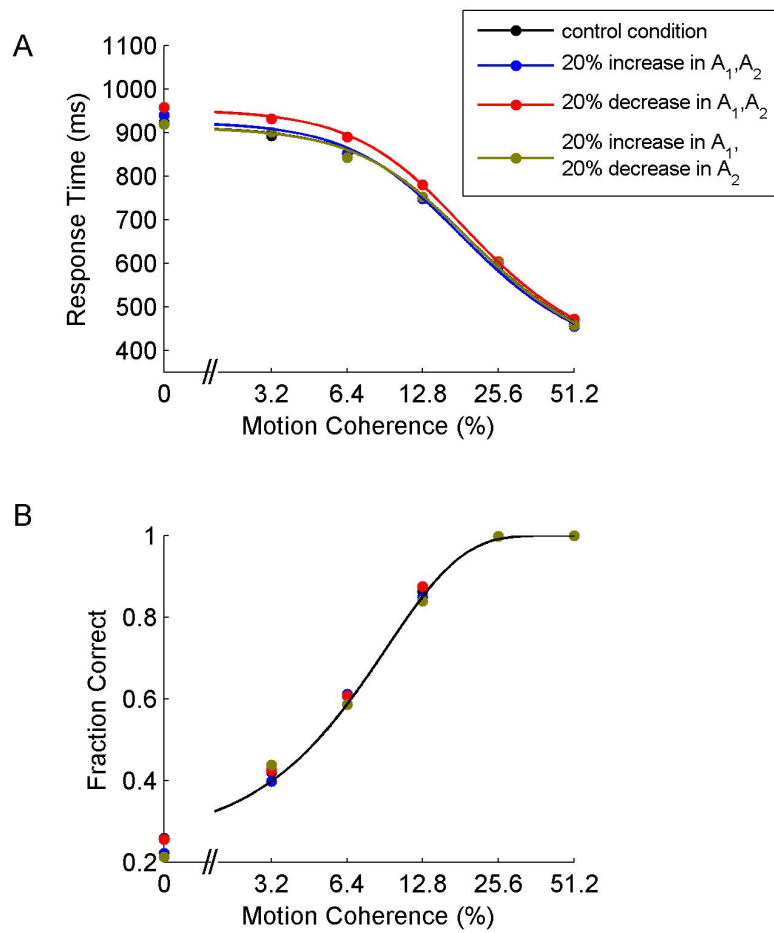 A
control condition
20% increase in A₁,A₂
20% decrease in A₁,A₂
20% increase in A₁,
20% decrease in A₂
Response Time (ms)
1100
1000
900
800
700
600
500
400
0 // 3.2 6.4 12.8 25.6 51.2
Motion Coherence (%)
B
Fraction Correct
1
0.8
0.6
0.4
0.2
0 // 3.2 6.4 12.8 25.6 51.2
Motion Coherence (%)